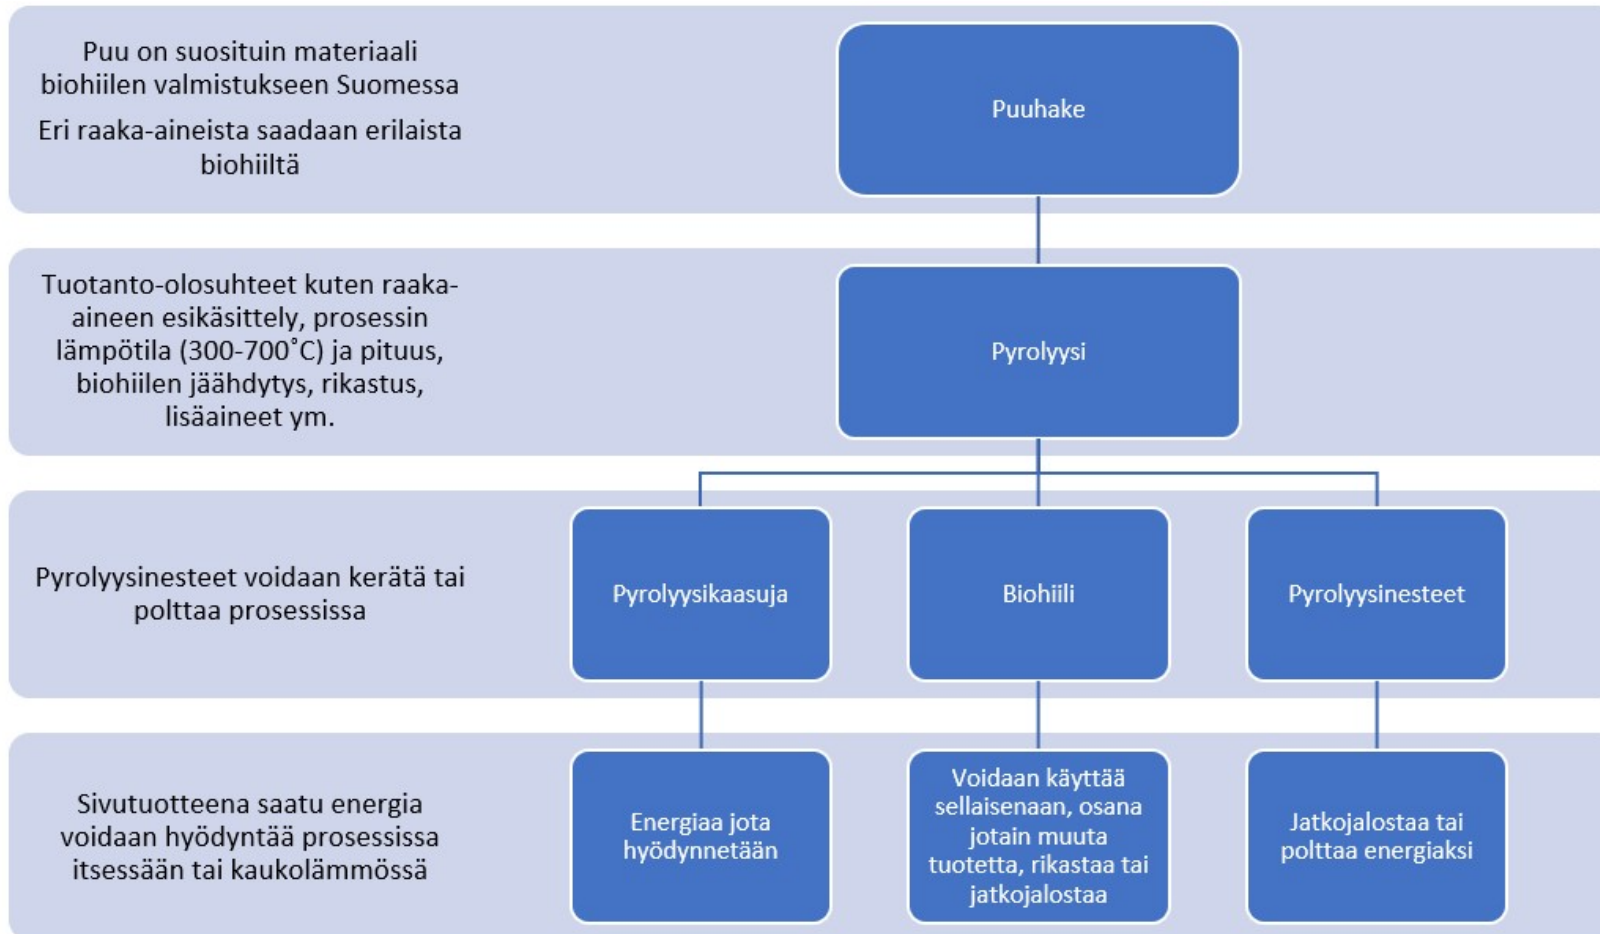 Puu on suosituin materiaali
biohiilen valmistukseen Suomessa
Eri raaka-aineista saadaan erilaista
biohiiltä
Puuhake
Tuotanto-olosuhteet kuten raaka-
aineen esikäsittely, prosessin
lämpötila (300-700˚C) ja pituus,
biohiilen jäähdytys, rikastus,
lisäaineet ym.
Pyrolyysi
Pyrolyysinesteet voidaan kerätä tai
polttaa prosessissa
Pyrolyysikaasuja
Biohiili
Pyrolyysinesteet
Sivutuotteena saatu energia
voidaan hyödyntää prosessissa
itsessään tai kaukolämmössä
Energiaa jota
hyödynnetään
Voidaan käyttää
sellaisenaan, osana
jotain muuta
tuotetta, rikastaa tai
jatkojalostaa
Jatkojalostaa tai
polttaa energiaksi